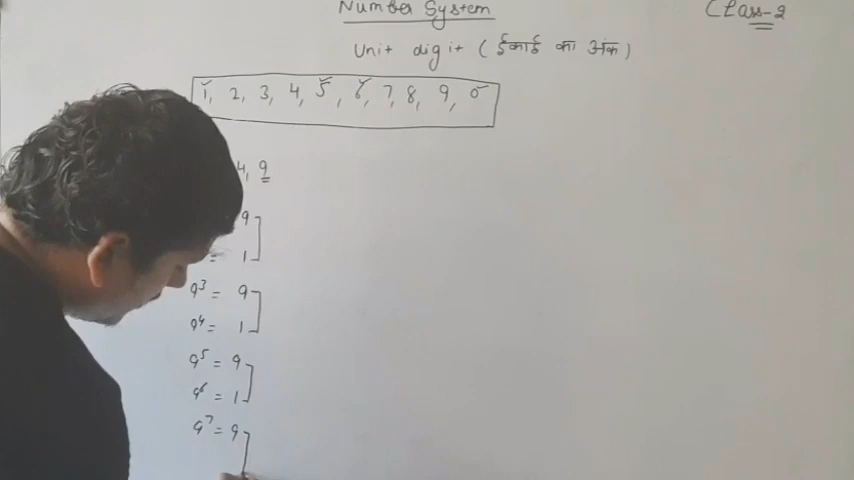 Number System
Class-2
Unit digit (ईकाई का अंक)
1, 2, 3, 4, 5, 6, 7, 8, 9, 0
4, 9
9
= 1
9³ = 9
9⁴ = 1
9⁵ = 9
9⁶ = 1
9⁷ = 9